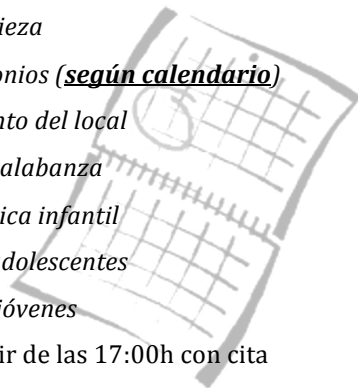 ieza
onios (según calendario)
nto del local
alabanza
ica infantil
dolescentes
jóvenes
ir de las 17:00h con cita